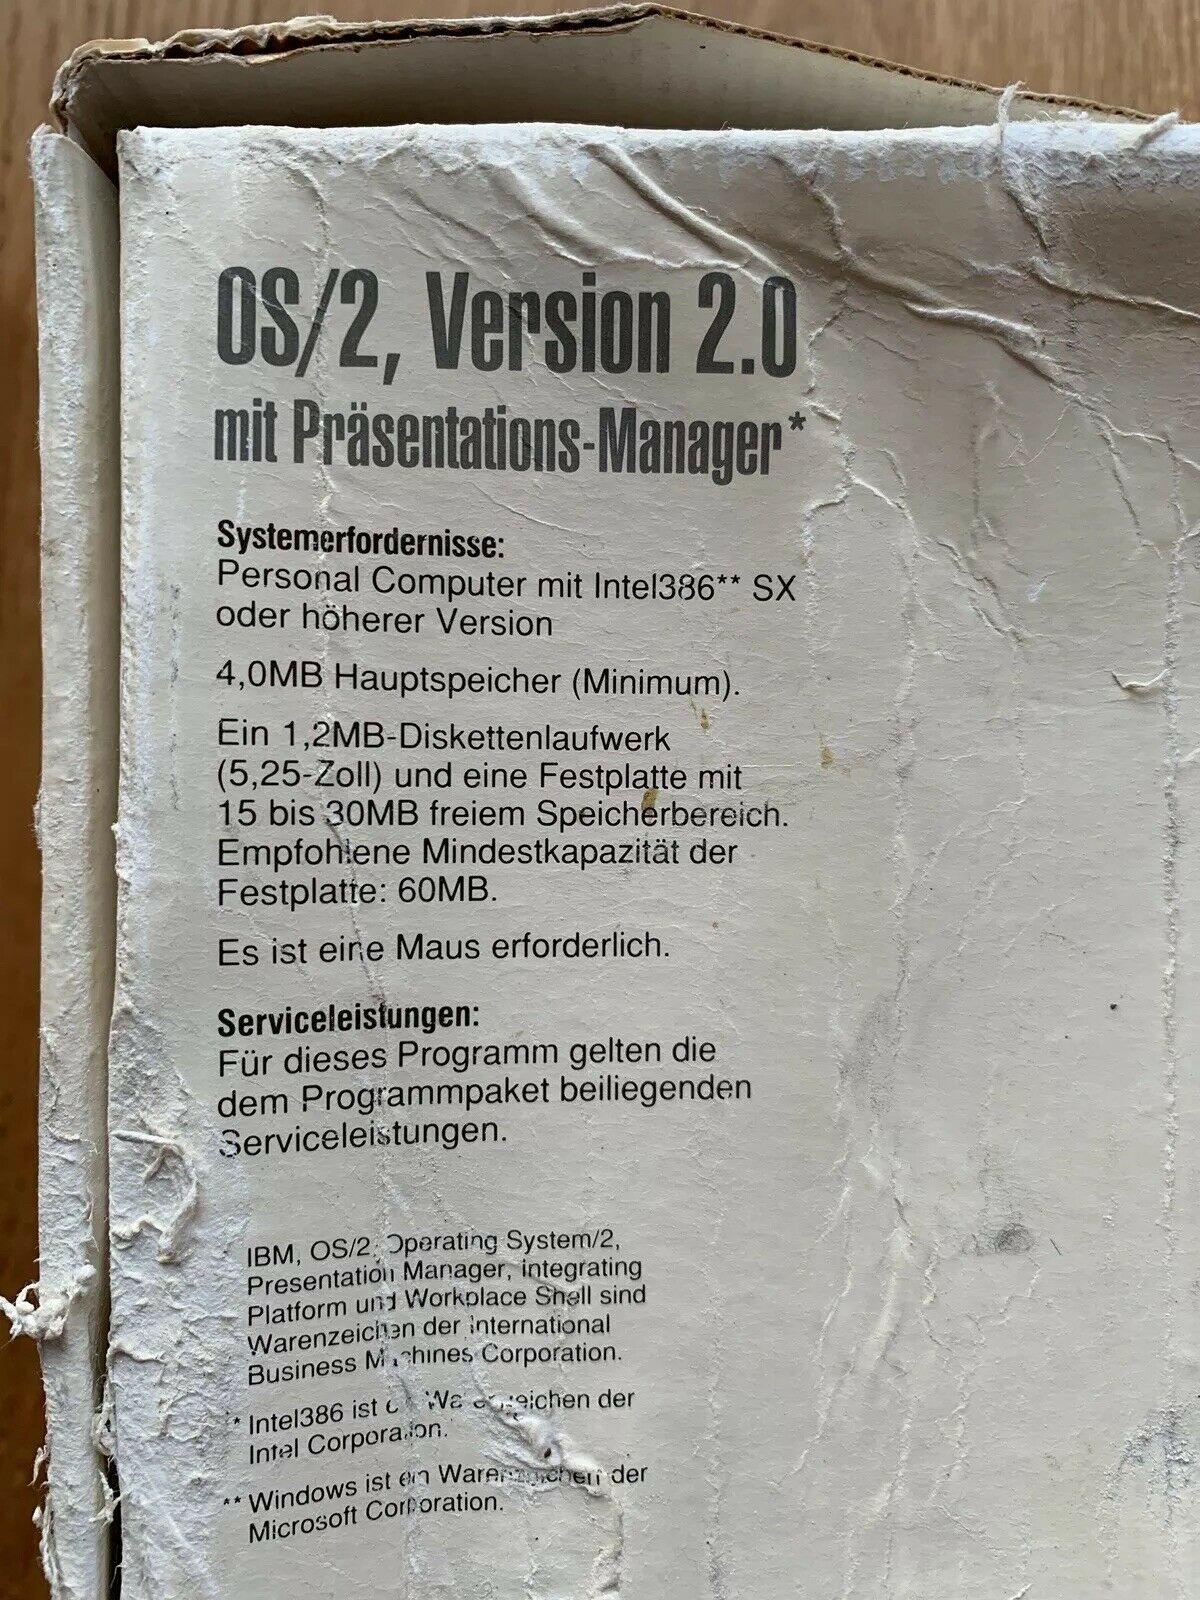 OS/2, Version 2.0
mit Präsentations-Manager*
Systemerfordernisse:
Personal Computer mit Intel386** SX
oder höherer Version
4,0MB Hauptspeicher (Minimum).
Ein 1,2MB-Diskettenlaufwerk
(5,25-Zoll) und eine Festplatte mit
15 bis 30MB freiem Speicherbereich.
Empfohlene Mindestkapazität der
Festplatte: 60MB.
Es ist eine Maus erforderlich.
Serviceleistungen:
Für dieses Programm gelten die
dem Programmpaket beiliegenden
Serviceleistungen.
IBM, OS/2, Operating System/2,
Presentation Manager, integrating
Platform und Workplace Shell sind
Warenzeichen der International
Business Machines Corporation.
* Intel386 ist ein Warenzeichen der
Intel Corporation.
** Windows ist ein Warenzeichen der
Microsoft Corporation.